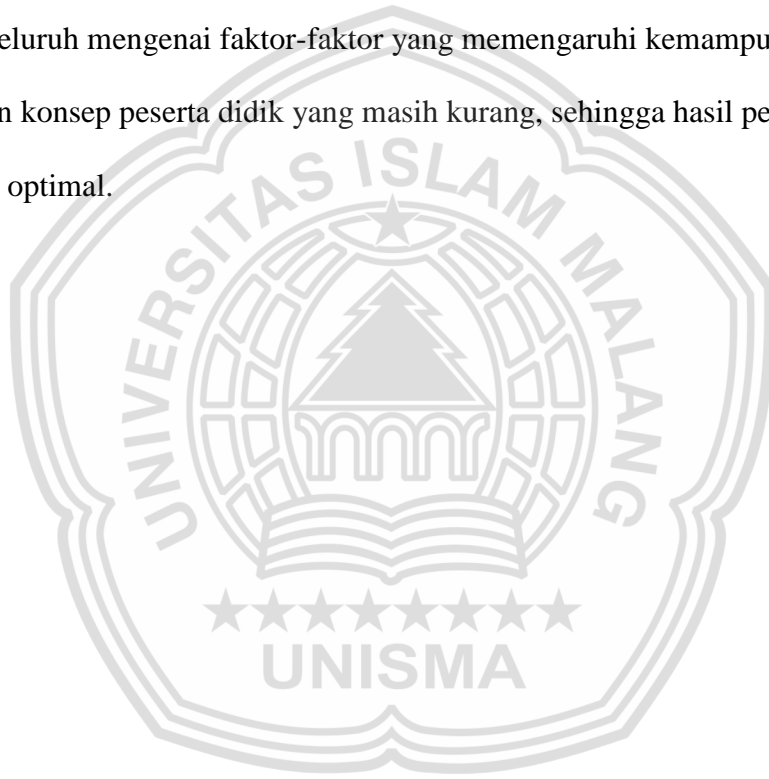 eluruh mengenai faktor-faktor yang memengaruhi kemampu
n konsep peserta didik yang masih kurang, sehingga hasil pe
optimal.
UNIVERSITAS ISLAM MALANG
UNISMA